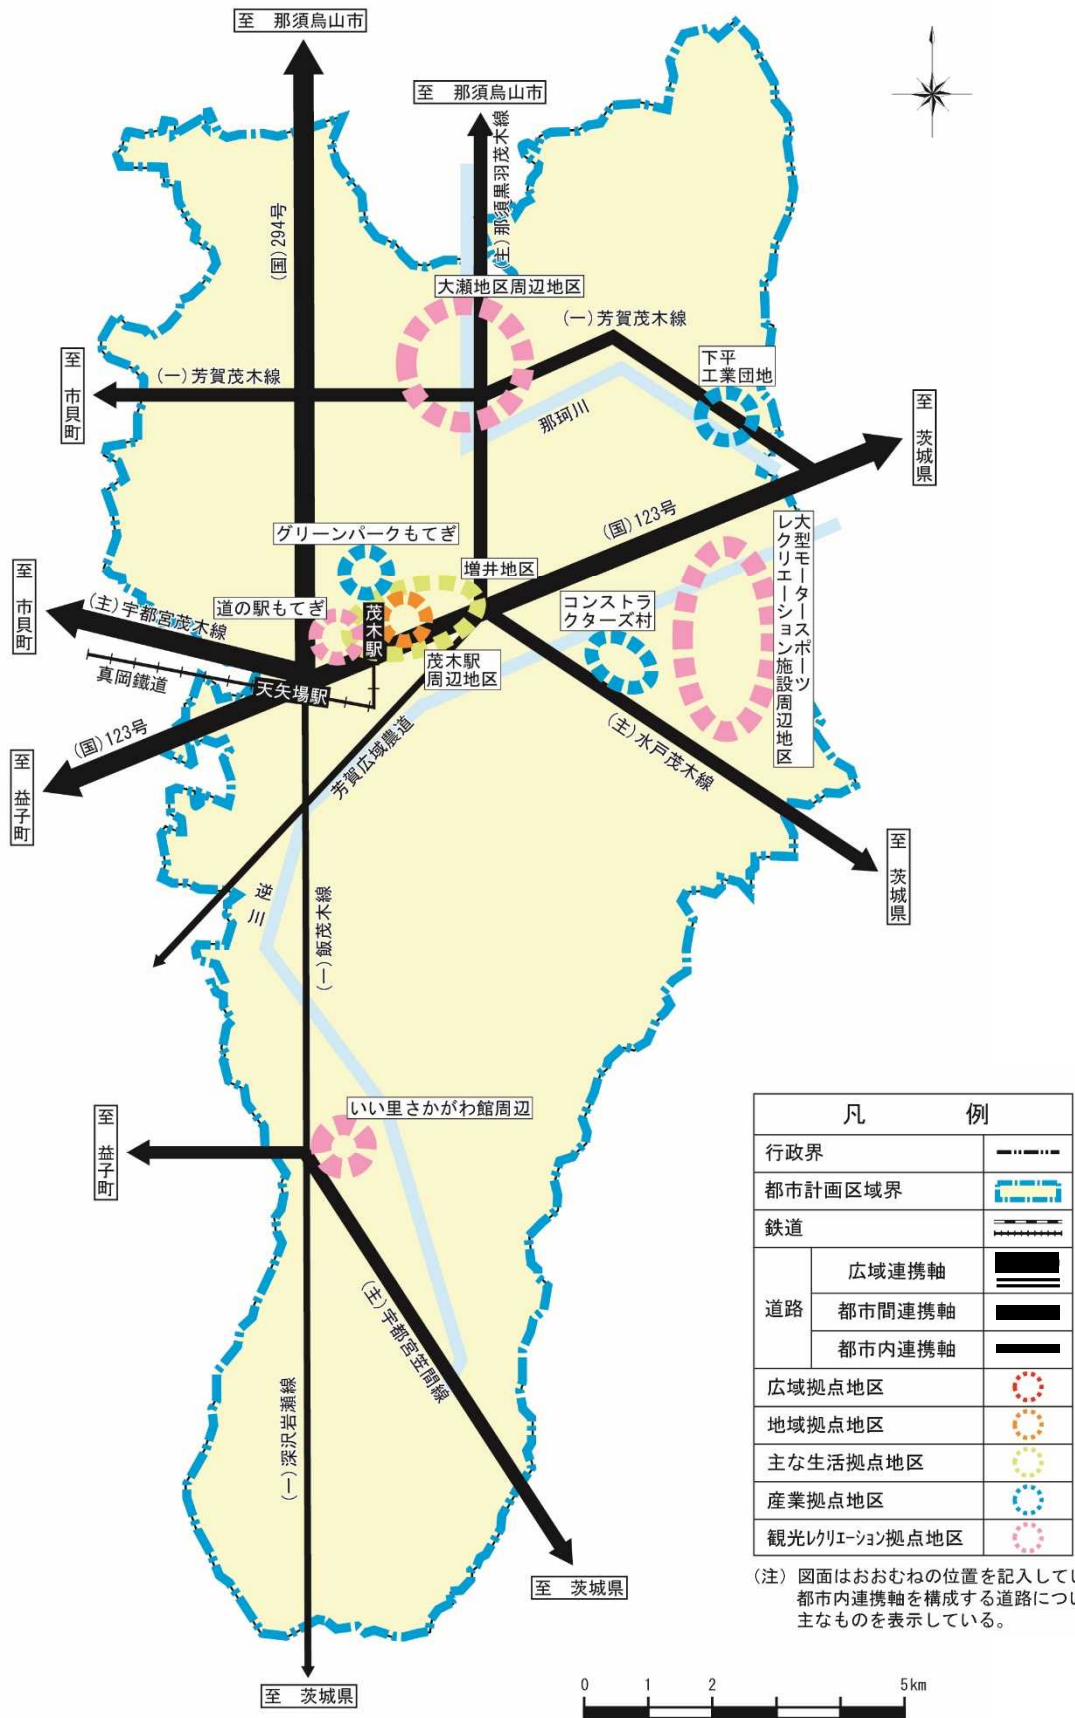 至 那須烏山市
至 那須烏山市
(主)那須黒羽茂木線
(国)294号
大瀬地区周辺地区
(一)芳賀茂木線
下平
工業団地
至 市貝町
(一)芳賀茂木線
那珂川
至 茨城県
(国)123号
グリーンパークもてぎ
増井地区
大型モータースポーツ
レクリエーション施設周辺地区
至 市貝町
(主)宇都宮茂木線
道の駅もてぎ
茂木駅
コンストラ
クターズ村
茂木駅
周辺地区
真岡鐵道
天矢場駅
(国)123号
至 益子町
芳賀広域農道
(主)水戸茂木線
至 茨城県
逆川
(一)飯茂木線
いい里さかがわ館周辺
至 益子町
(主)宇都宮笠間線
(一)深沢岩瀬線
至 茨城県
至 茨城県
凡 例
行政界
都市計画区域界
鉄道
道路
広域連携軸
都市間連携軸
都市内連携軸
広域拠点地区
地域拠点地区
主な生活拠点地区
産業拠点地区
観光ﾚｸﾘｴｰｼｮﾝ拠点地区
(注) 図面はおおむねの位置を記入してい
都市内連携軸を構成する道路につい
主なものを表示している。
0 1 2 5km